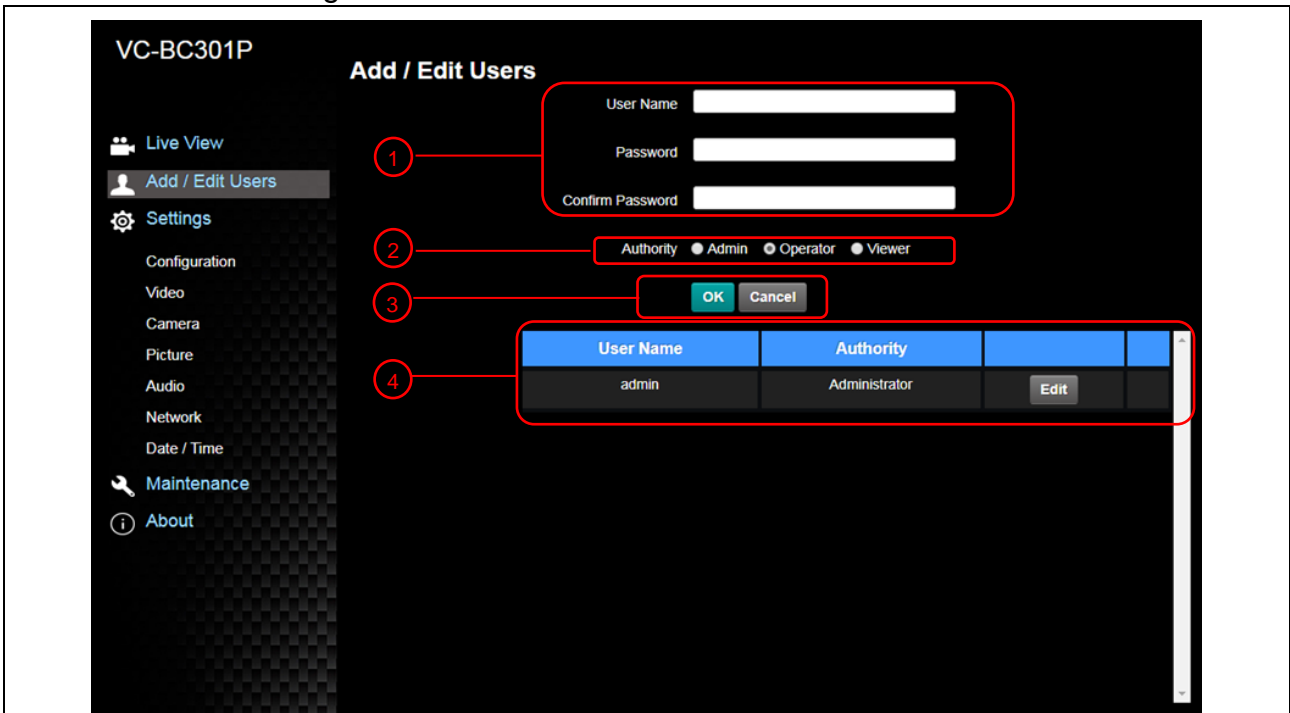 VC-BC301P
Live View
Add / Edit Users
Settings
Configuration
Video
Camera
Picture
Audio
Network
Date / Time
Maintenance
About
Add / Edit Users
1
User Name
Password
Confirm Password
2
Authority Admin Operator Viewer
3
OK Cancel
4
User Name Authority
admin Administrator Edit